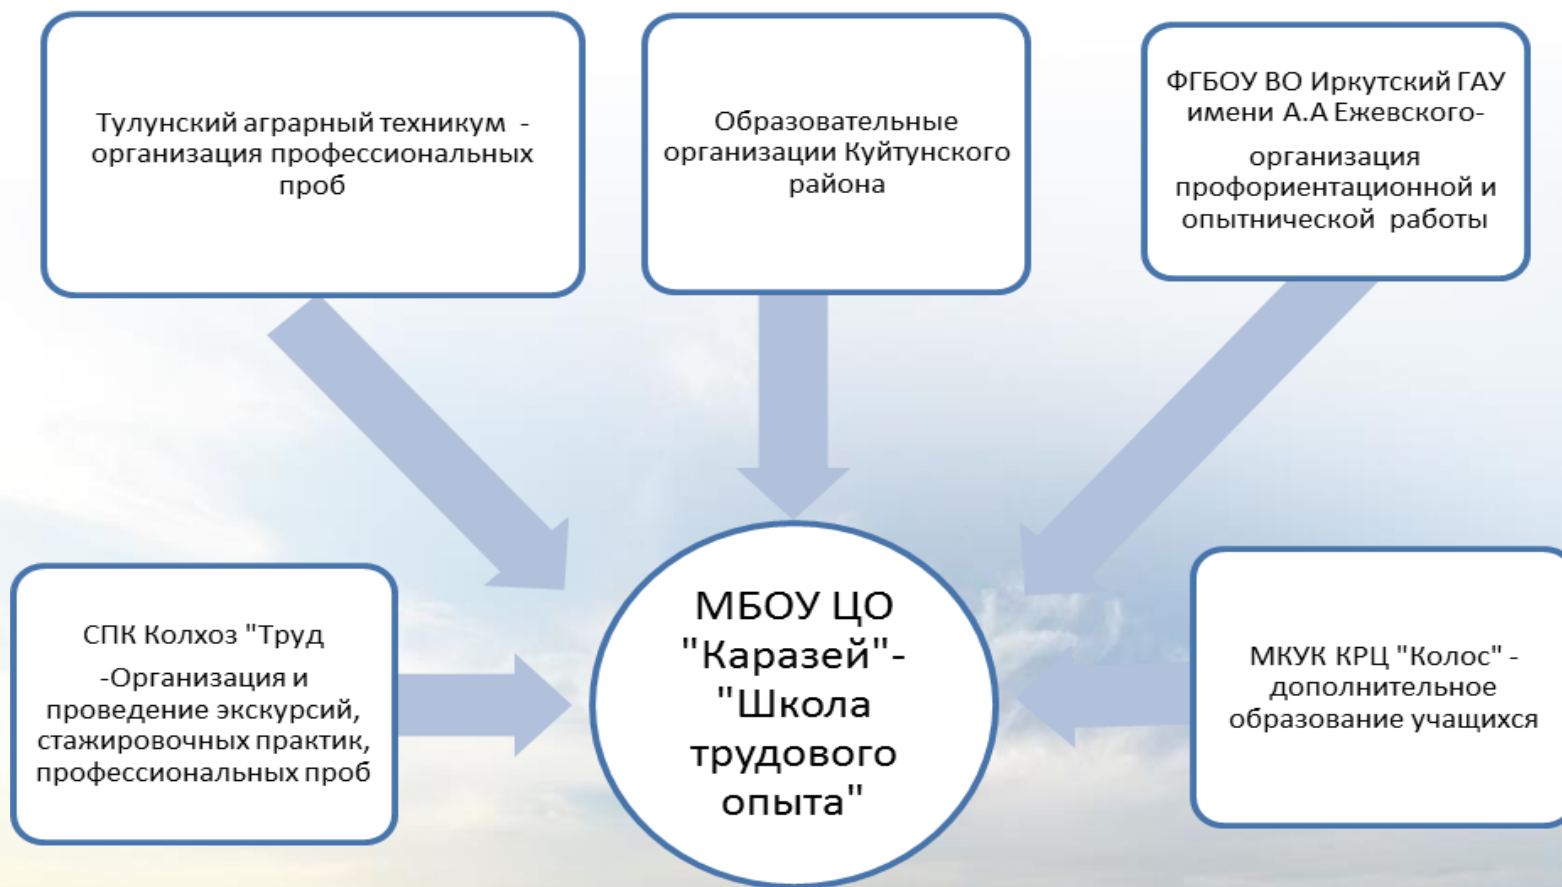 Тулунский аграрный техникум -
организация профессиональных
проб
Образовательные
организации Куйтунского
района
ФГБОУ ВО Иркутский ГАУ
имени А.А Ежевского-
организация
профориентационной и
опытнической работы
СПК Колхоз "Труд
-Организация и
проведение экскурсий,
стажировочных практик,
профессиональных проб
МБОУ ЦО
"Каразей"-
"Школа
трудового
опыта"
МКУК КРЦ "Колос" -
дополнительное
образование учащихся